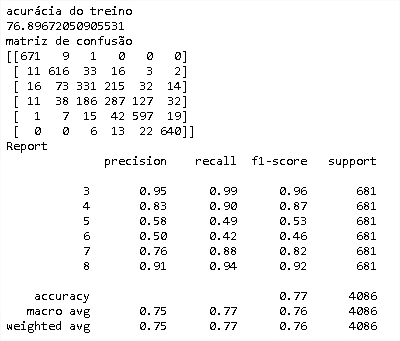 acurácia do treino
76.89672050905531
matriz de confusão
[[671 9 1 0 0 0]
[ 11 616 33 16 3 2]
[ 16 73 331 215 32 14]
[ 11 38 186 287 127 32]
[ 1 7 15 42 597 19]
[ 0 0 6 13 22 640]]
Report
precision recall f1-score support
3 0.95 0.99 0.96 681
4 0.83 0.90 0.87 681
5 0.58 0.49 0.53 681
6 0.50 0.42 0.46 681
7 0.76 0.88 0.82 681
8 0.91 0.94 0.92 681
accuracy 0.77 4086
macro avg 0.75 0.77 0.76 4086
weighted avg 0.75 0.77 0.76 4086